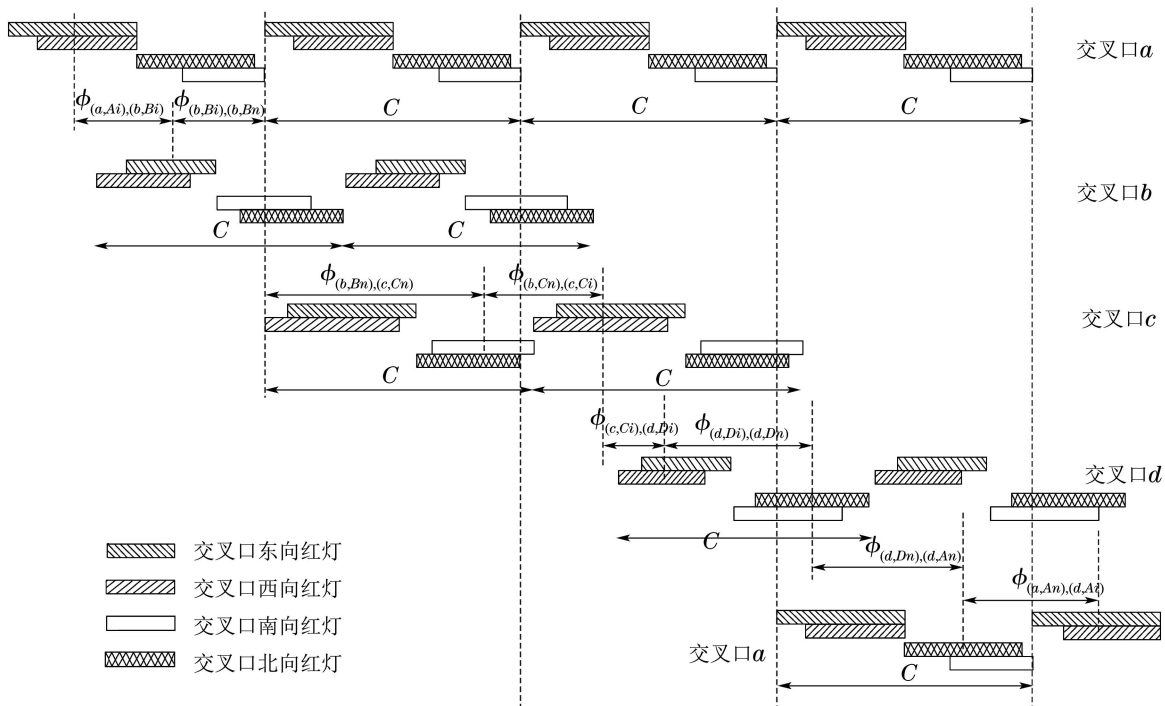 交叉口a
ϕ(a,Ai),(b,Bi) ϕ(b,Bi),(b,Bn) C C C
交叉口b
C C
ϕ(b,Bn),(c,Cn) ϕ(b,Cn),(c,Ci)
交叉口c
C C
ϕ(c,Ci),(d,Di) ϕ(d,Di),(d,Dn)
交叉口d
C
ϕ(d,Dn),(d,An)
ϕ(a,An),(d,Ai)
交叉口东向红灯
交叉口西向红灯
交叉口南向红灯
交叉口北向红灯
交叉口a
C